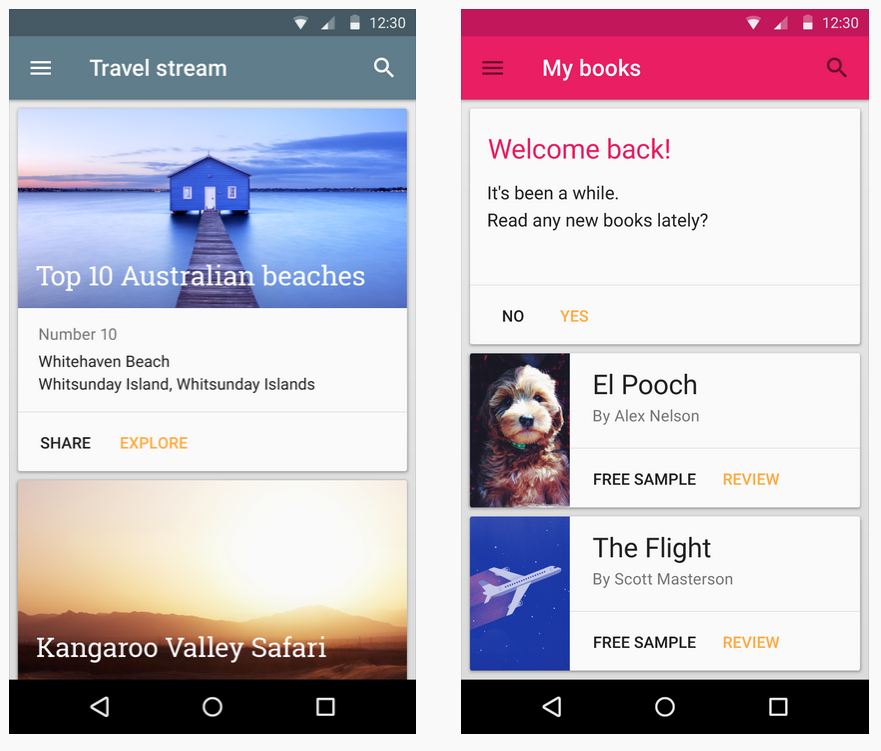 12:30
Travel stream
Top 10 Australian beaches
Number 10
Whitehaven Beach
Whitsunday Island, Whitsunday Islands
SHARE EXPLORE
Kangaroo Valley Safari
12:30
My books
Welcome back!
It's been a while.
Read any new books lately?
NO YES
El Pooch
By Alex Nelson
FREE SAMPLE REVIEW
The Flight
By Scott Masterson
FREE SAMPLE REVIEW